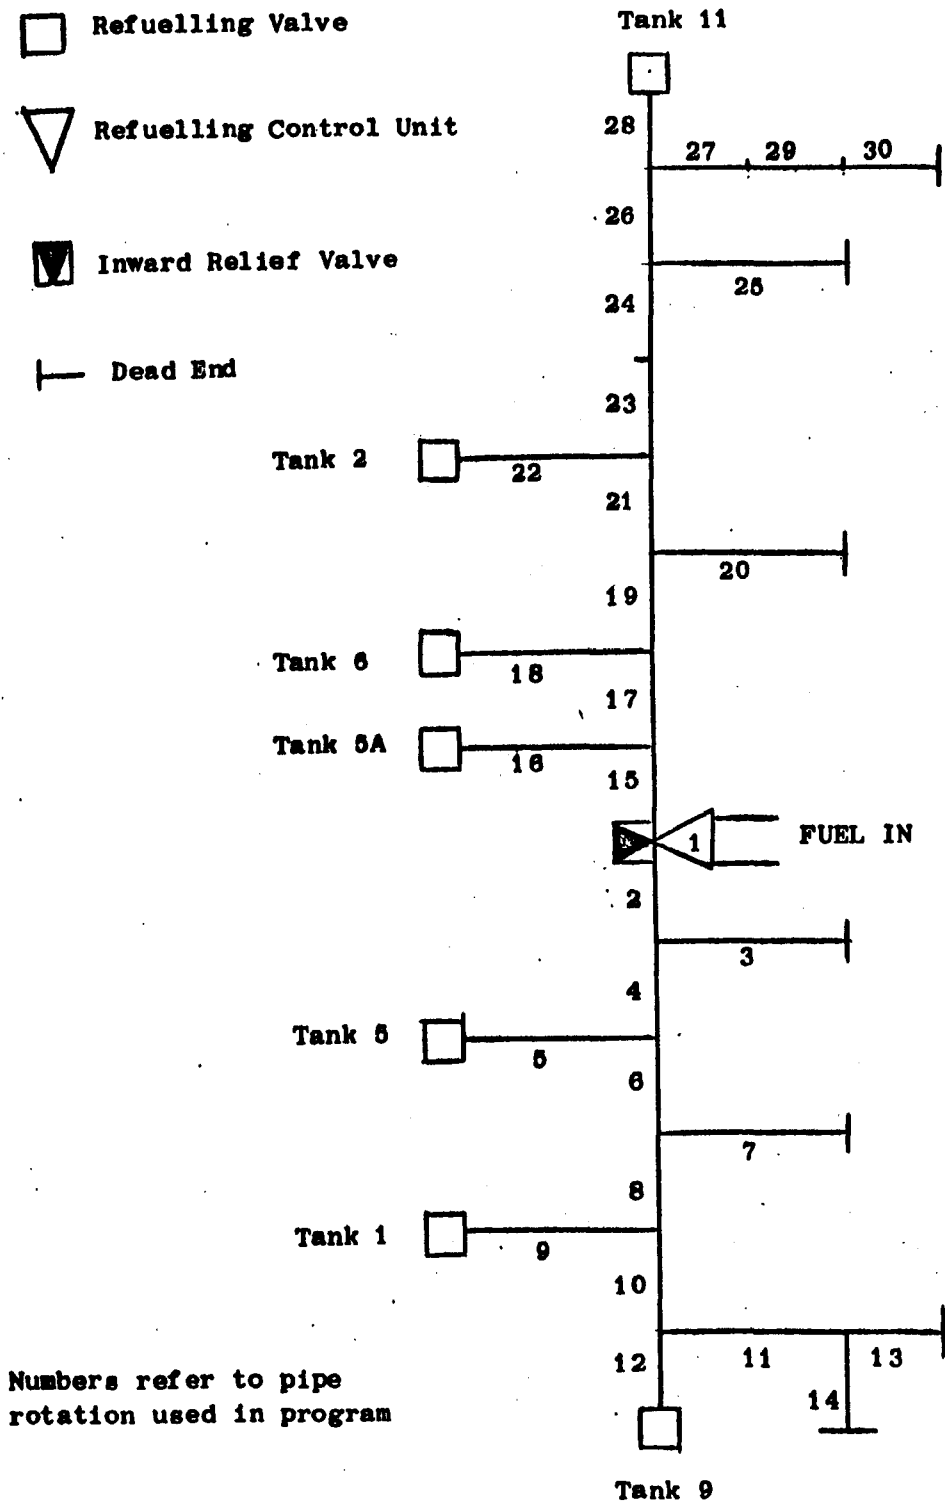 Refuelling Valve
Tank 11
Refuelling Control Unit
28
27 29 30
26
Inward Relief Valve
25
24
Dead End
23
Tank 2
22
21
20
19
Tank 6
18
17
Tank 5A
16
15
1
FUEL IN
2
3
4
Tank 5
5
6
7
8
Tank 1
9
10
12
11
13
14
Numbers refer to pipe
rotation used in program
Tank 9